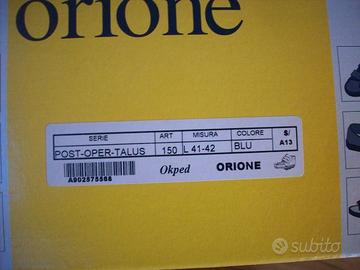 orione
SERIE ART MISURA COLORE S/
POST-OPER-TALUS 150 L 41-42 BLU A13
A902575568 Okped ORIONE
subito